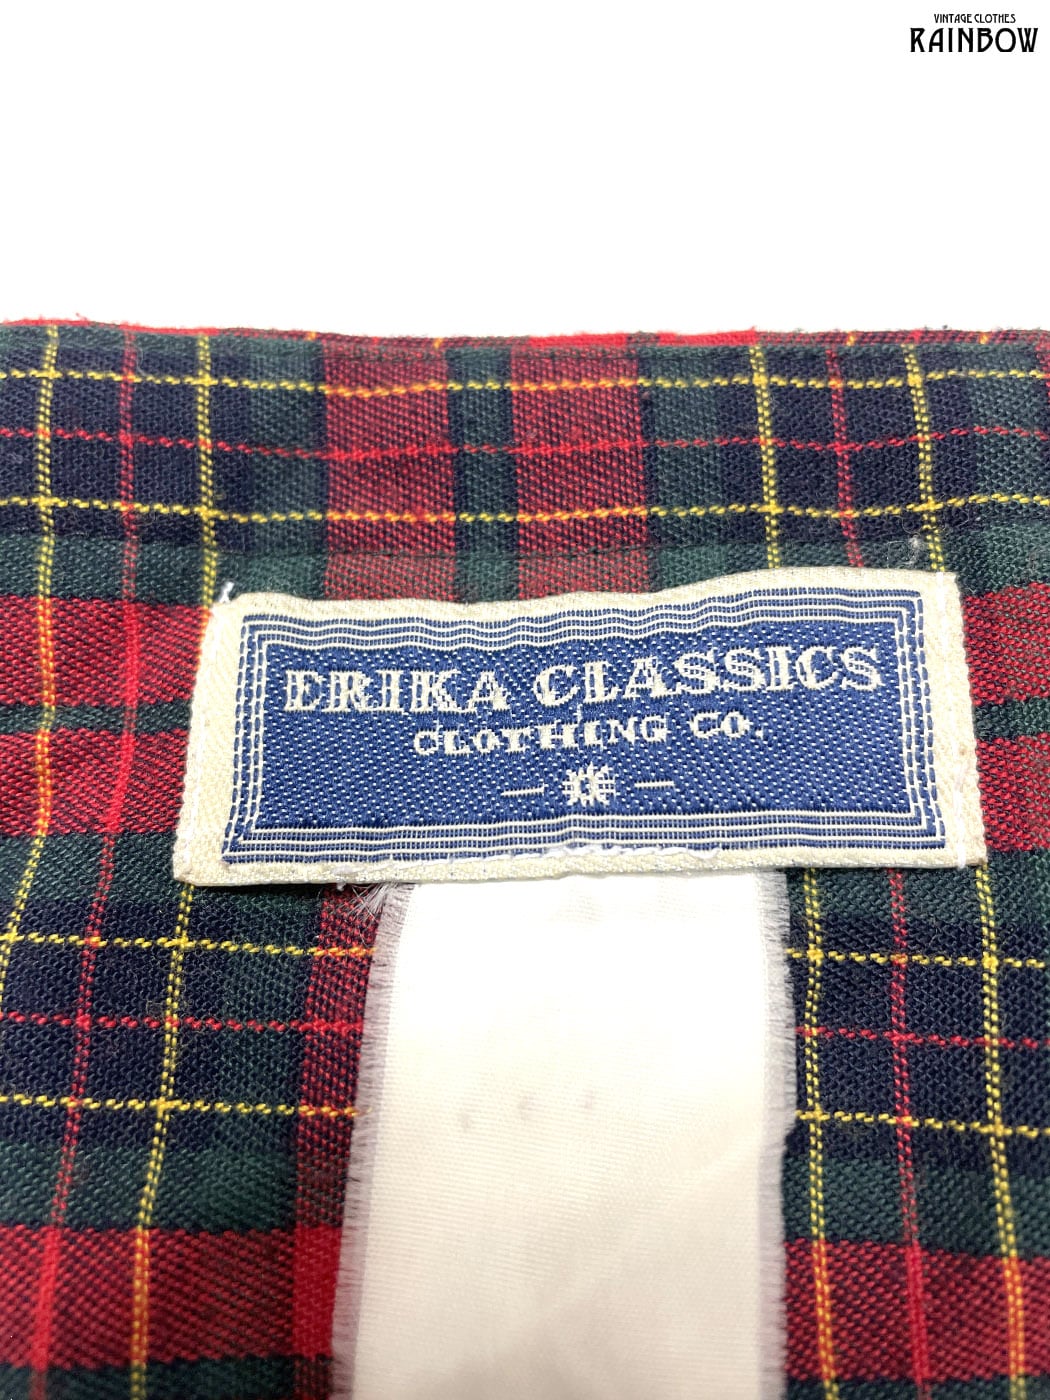 VINTAGE CLOTHES
RAINBOW
ERIKA CLASSICS
CLOTHING CO.